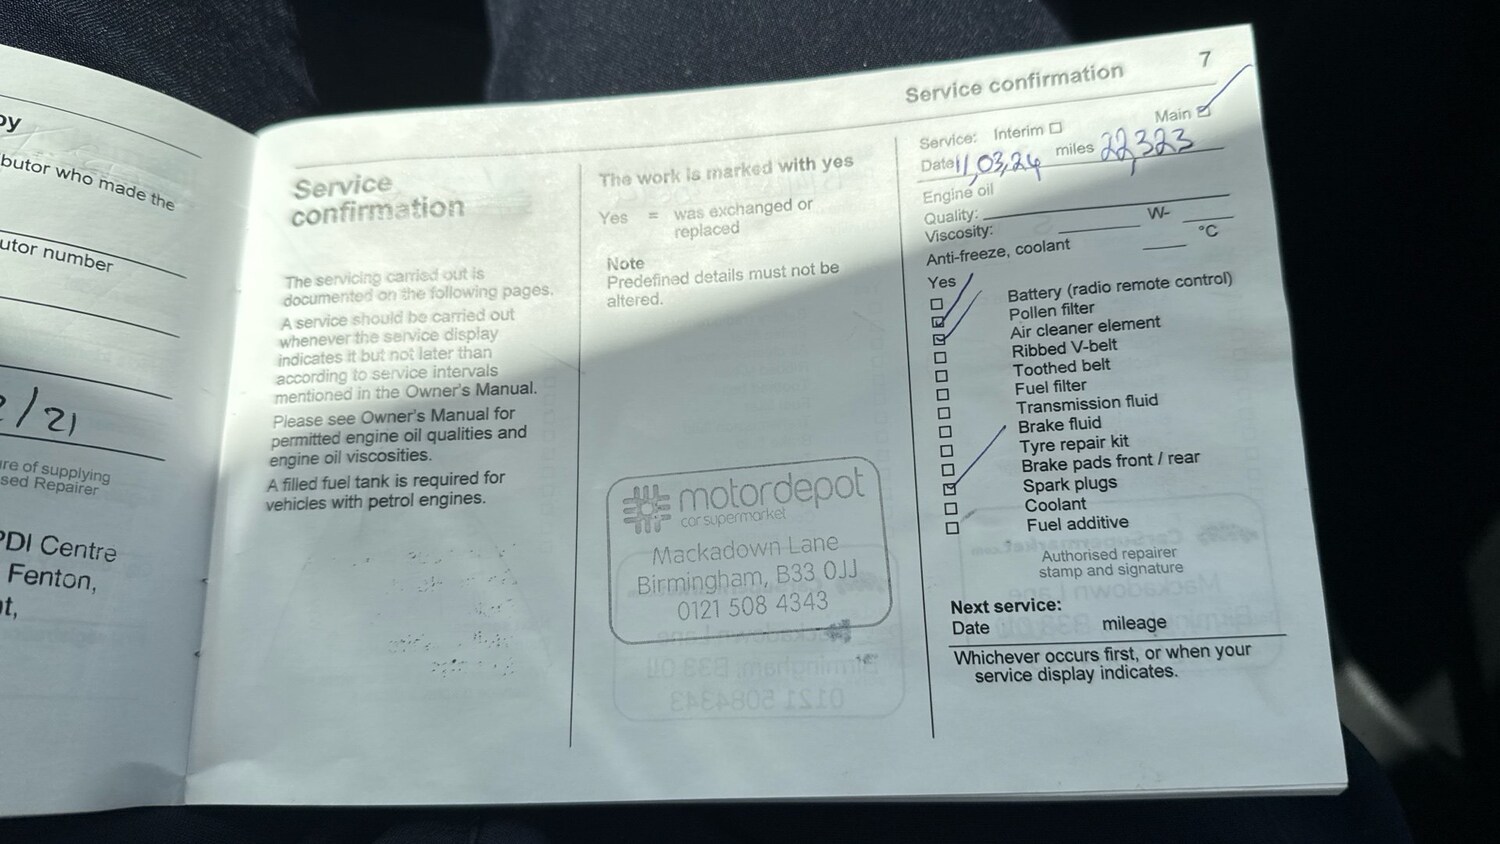 by
butor who made the
utor number
2/21
re of supplying
sed Repairer
PDI Centre
Fenton,
t,
Service confirmation 7
Service
confirmation
The servicing carried out is
documented on the following pages.
A service should be carried out
whenever the service display
indicates it but not later than
according to service intervals
mentioned in the Owner's Manual.
Please see Owner's Manual for
permitted engine oil qualities and
engine oil viscosities.
A filled fuel tank is required for
vehicles with petrol engines.
The work is marked with yes
Yes = was exchanged or
replaced
Note
Predefined details must not be
altered.
motordepot
car supermarket
Mackadown Lane
Birmingham, B33 0JJ
0121 508 4343
Service: Interim Main
Date 11,03,24 miles 22,323
Engine oil
Quality:
Viscosity: W-
Anti-freeze, coolant °C
Yes
Battery (radio remote control)
Pollen filter
Air cleaner element
Ribbed V-belt
Toothed belt
Fuel filter
Transmission fluid
Brake fluid
Tyre repair kit
Brake pads front / rear
Spark plugs
Coolant
Fuel additive
Authorised repairer
stamp and signature
Next service:
Date mileage
Whichever occurs first, or when your
service display indicates.